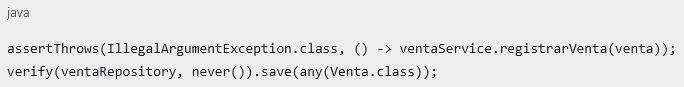 java
assertThrows(IllegalArgumentException.class, () -> ventaService.registrarVenta(venta));
verify(ventaRepository, never()).save(any(Venta.class));